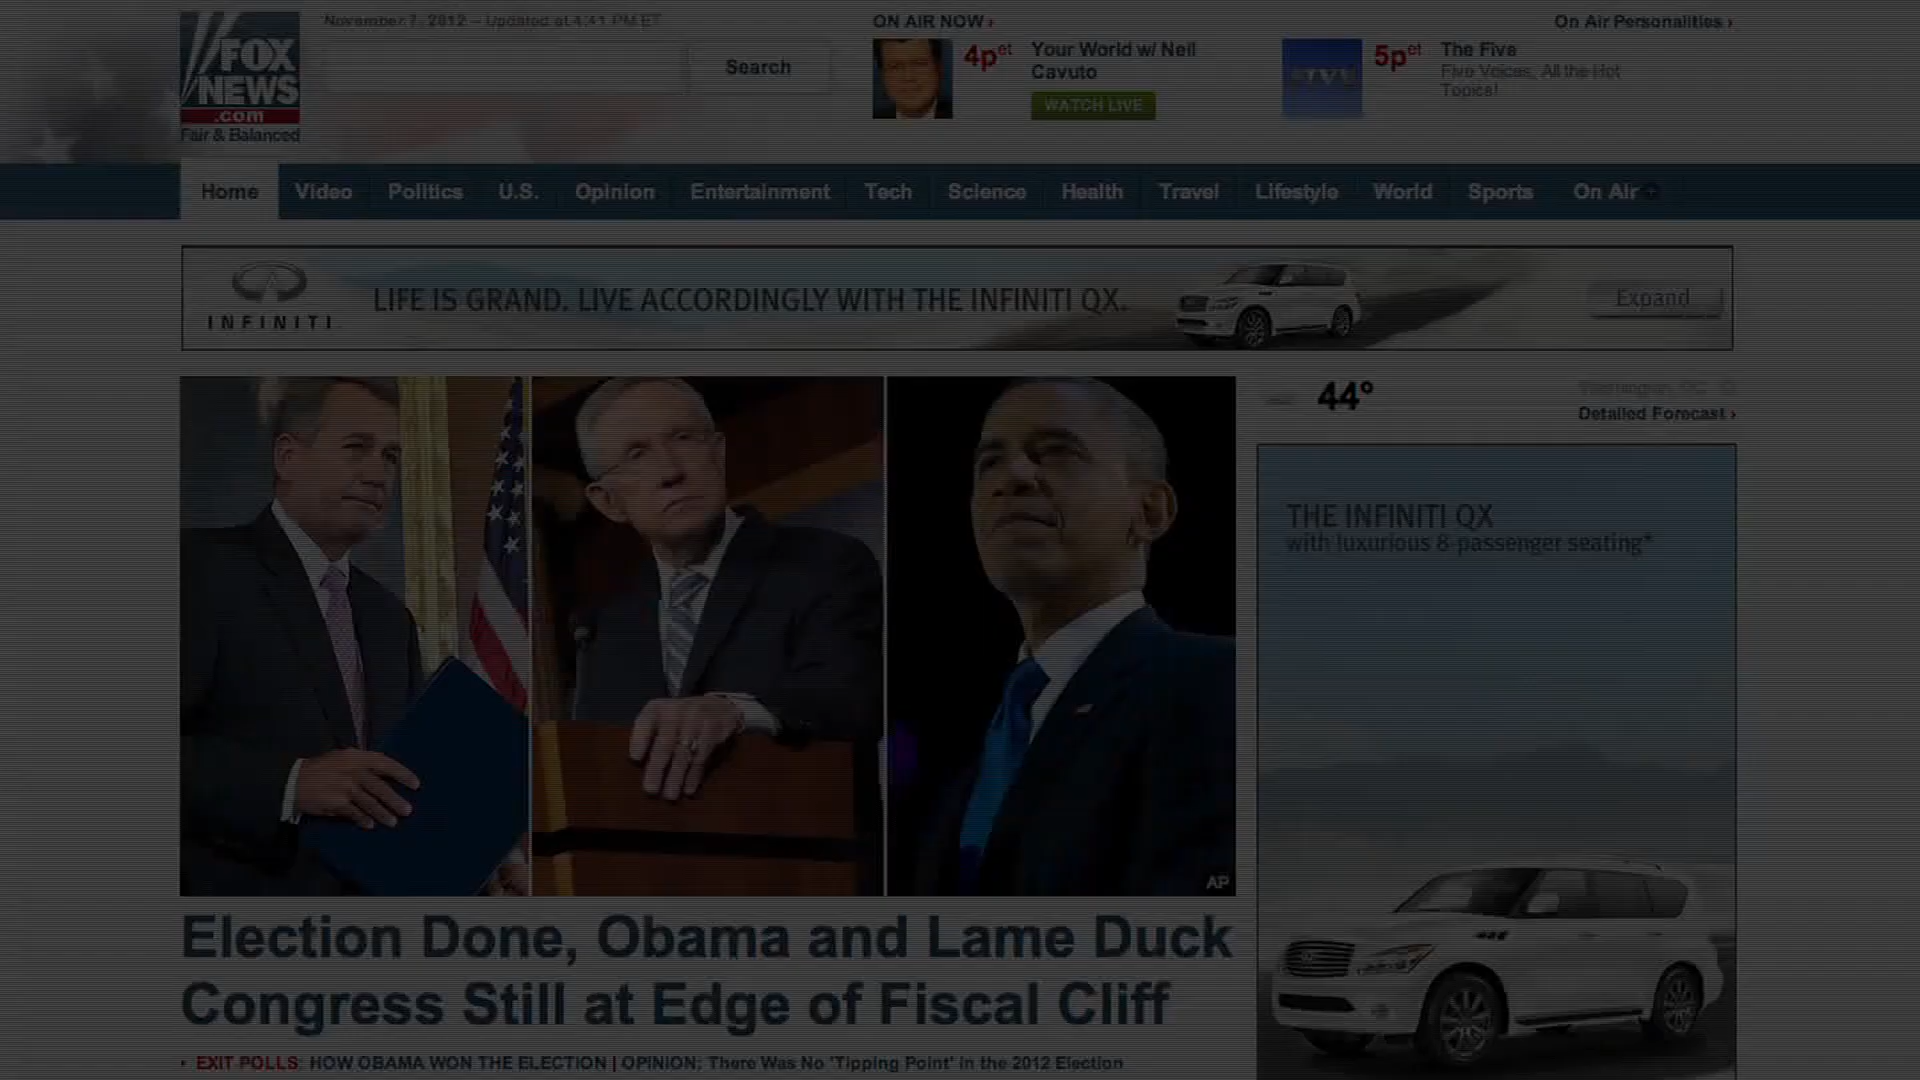 November 7, 2012 – Updated at 4:41 PM ET
FOX
NEWS
.com
Fair & Balanced
Search
ON AIR NOW ›
4p et
Your World w/ Neil
Cavuto
WATCH LIVE
On Air Personalities ›
5p et
The Five
Five Voices, All the Hot
Topics!
Home Video Politics U.S. Opinion Entertainment Tech Science Health Travel Lifestyle World Sports On Air +
INFINITI
LIFE IS GRAND. LIVE ACCORDINGLY WITH THE INFINITI QX.
Expand
44°
Washington, DC
Detailed Forecast ›
THE INFINITI QX
with luxurious 8-passenger seating*
AP
Election Done, Obama and Lame Duck
Congress Still at Edge of Fiscal Cliff
EXIT POLLS: HOW OBAMA WON THE ELECTION | OPINION: There Was No 'Tipping Point' in the 2012 Election